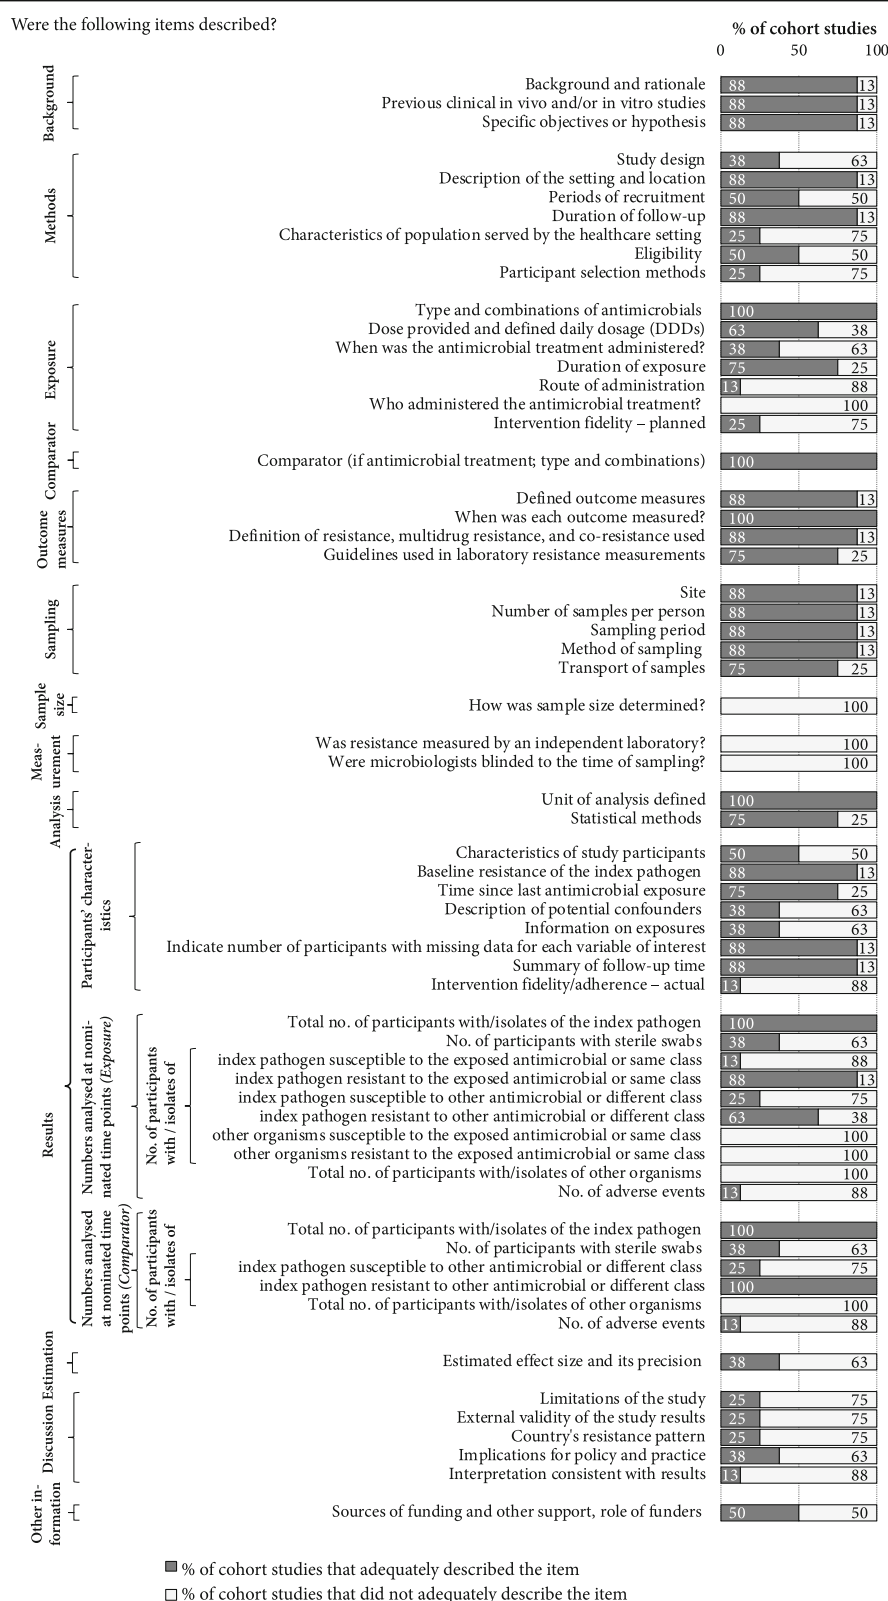 Were the following items described?
% of cohort studies
0 50 100
Background
Background and rationale 88 13
Previous clinical in vivo and/or in vitro studies 88 13
Specific objectives or hypothesis 88 13
Methods
Study design 38 63
Description of the setting and location 88 13
Periods of recruitment 50 50
Duration of follow-up 88 13
Characteristics of population served by the healthcare setting 25 75
Eligibility 50 50
Participant selection methods 25 75
Exposure
Type and combinations of antimicrobials 100
Dose provided and defined daily dosage (DDDs) 63 38
When was the antimicrobial treatment administered? 38 63
Duration of exposure 75 25
Route of administration 13 88
Who administered the antimicrobial treatment? 100
Intervention fidelity – planned 25 75
Comparator
Comparator (if antimicrobial treatment; type and combinations) 100
Outcome
measures
Defined outcome measures 88 13
When was each outcome measured? 100
Definition of resistance, multidrug resistance, and co-resistance used 88 13
Guidelines used in laboratory resistance measurements 75 25
Sampling
Site 88 13
Number of samples per person 88 13
Sampling period 88 13
Method of sampling 88 13
Transport of samples 75 25
Sample
size
How was sample size determined? 100
Meas-
urement
Was resistance measured by an independent laboratory? 100
Were microbiologists blinded to the time of sampling? 100
Analysis
Unit of analysis defined 100
Statistical methods 75 25
Results
Participants' character-
istics
Characteristics of study participants 50 50
Baseline resistance of the index pathogen 88 13
Time since last antimicrobial exposure 75 25
Description of potential confounders 38 63
Information on exposures 38 63
Indicate number of participants with missing data for each variable of interest 88 13
Summary of follow-up time 88 13
Intervention fidelity/adherence – actual 13 88
Numbers analysed at nomi-
nated time points (Exposure)
No. of participants
with / isolates of
Total no. of participants with/isolates of the index pathogen 100
No. of participants with sterile swabs 38 63
index pathogen susceptible to the exposed antimicrobial or same class 13 88
index pathogen resistant to the exposed antimicrobial or same class 88 13
index pathogen susceptible to other antimicrobial or different class 25 75
index pathogen resistant to other antimicrobial or different class 63 38
other organisms susceptible to the exposed antimicrobial or same class 100
other organisms resistant to the exposed antimicrobial or same class 100
Total no. of participants with/isolates of other organisms 100
No. of adverse events 13 88
Numbers analysed
at nominated time
points (Comparator)
No. of participants
with / isolates of
Total no. of participants with/isolates of the index pathogen 100
No. of participants with sterile swabs 38 63
index pathogen susceptible to other antimicrobial or different class 25 75
index pathogen resistant to other antimicrobial or different class 100
Total no. of participants with/isolates of other organisms 100
No. of adverse events 13 88
Estimation
Estimated effect size and its precision 38 63
Discussion
Limitations of the study 25 75
External validity of the study results 25 75
Country's resistance pattern 25 75
Implications for policy and practice 38 63
Interpretation consistent with results 13 88
Other in-
formation
Sources of funding and other support, role of funders 50 50
% of cohort studies that adequately described the item
% of cohort studies that did not adequately describe the item